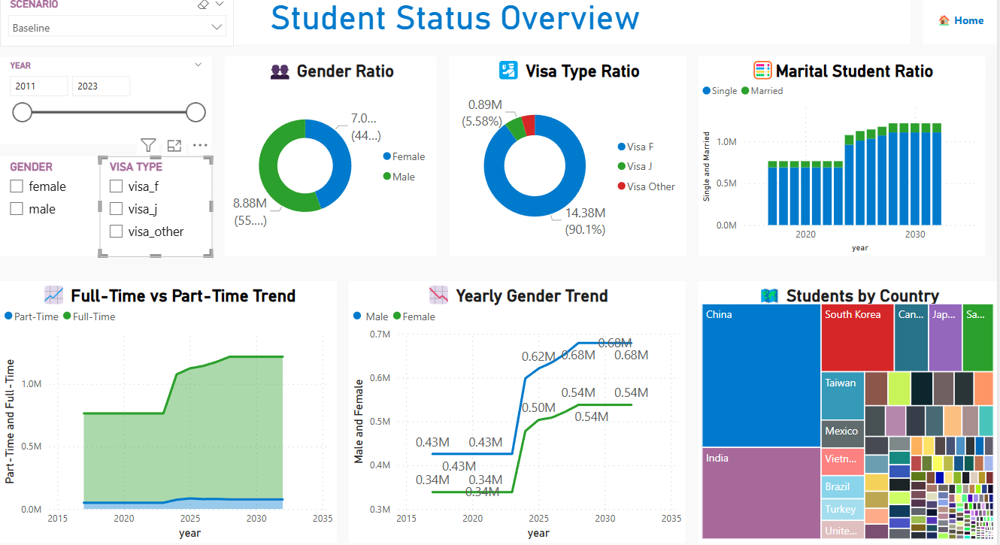 SCENARIO
Baseline
Student Status Overview
Home
YEAR
2011
2023
GENDER
female
male
VISA TYPE
visa_f
visa_j
visa_other
Gender Ratio
7.0...
(44...)
8.88M
(55....)
Female
Male
Visa Type Ratio
0.89M
(5.58%)
14.38M
(90.1%)
Visa F
Visa J
Visa Other
Marital Student Ratio
Single
Married
Single and Married
1.0M
0.5M
0.0M
2020
2030
year
Full-Time vs Part-Time Trend
Part-Time
Full-Time
Part-Time and Full-Time
1.0M
0.5M
0.0M
2015
2020
2025
2030
2035
year
Yearly Gender Trend
Male
Female
Male and Female
0.7M
0.6M
0.5M
0.4M
0.3M
0.43M
0.43M
0.43M
0.62M
0.68M
0.68M
0.68M
0.34M
0.34M
0.34M
0.50M
0.54M
0.54M
0.54M
2015
2020
2025
2030
2035
year
Students by Country
China
India
South Korea
Can...
Jap...
Sa...
Taiwan
Mexico
Vietn...
Brazil
Turkey
Unite...